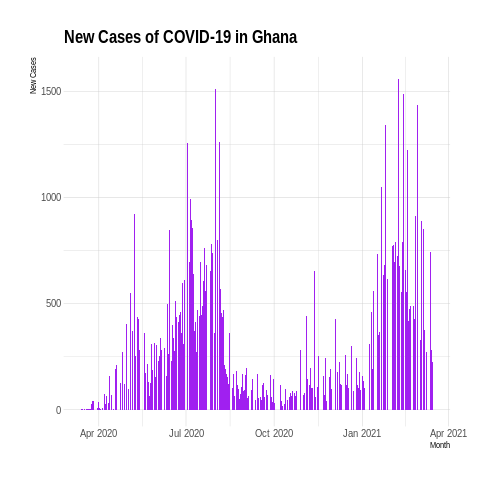 New Cases of COVID-19 in Ghana
New Cases
1500
1000
500
0
Apr 2020
Jul 2020
Oct 2020
Jan 2021
Apr 2021
Month